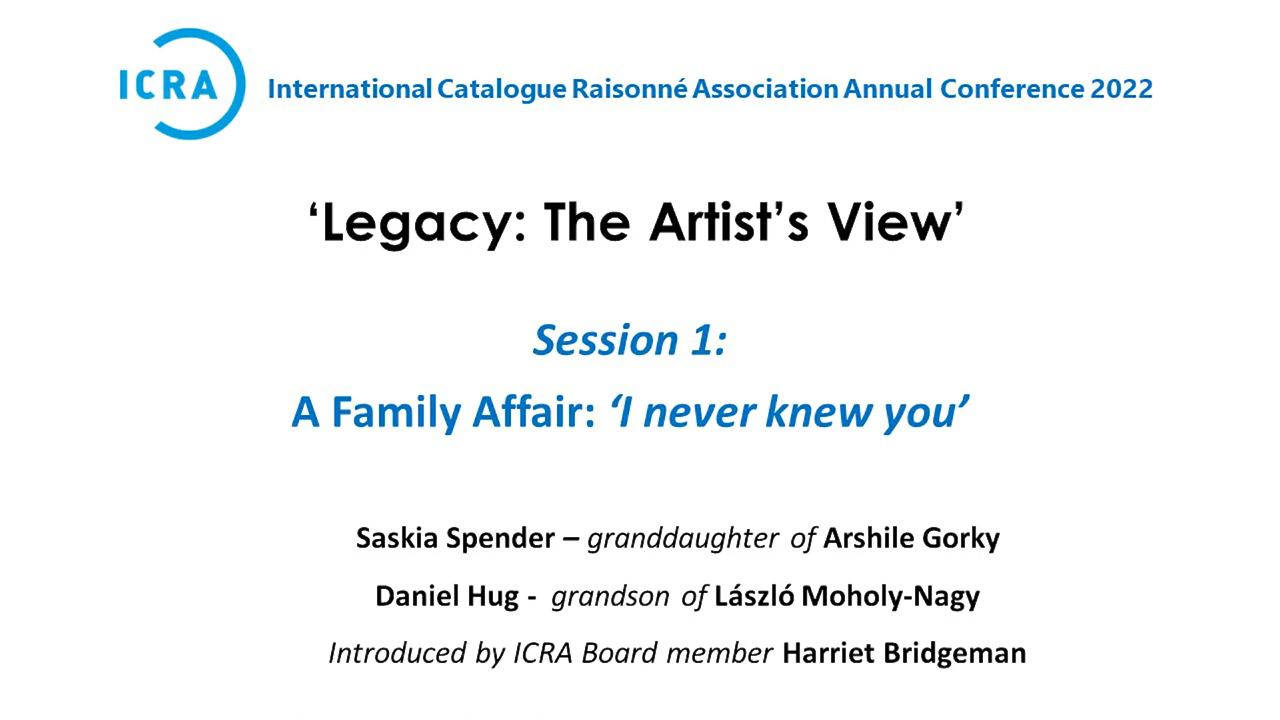 ICRA International Catalogue Raisonné Association Annual Conference 2022
‘Legacy: The Artist’s View’
Session 1:
A Family Affair: ‘I never knew you’
Saskia Spender – granddaughter of Arshile Gorky
Daniel Hug - grandson of László Moholy-Nagy
Introduced by ICRA Board member Harriet Bridgeman